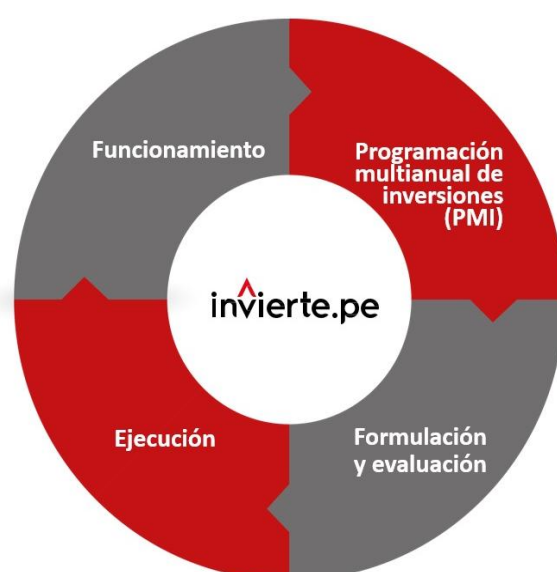 Funcionamiento
Programación
multianual de
inversiones
(PMI)
invierte.pe
Ejecución
Formulación
y evaluación